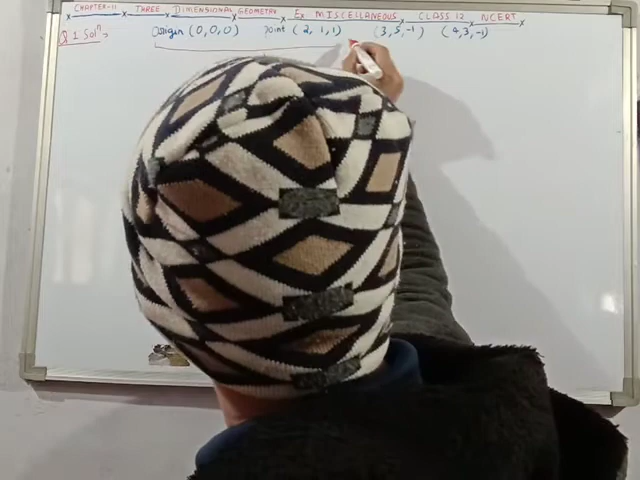 CHAPTER-11 THREE DIMENSIONAL GEOMETRY Ex MISCELLANEOUS, CLASS 12 NCERT
Q 1 Solⁿ Origin (0,0,0) Point (2, 1, 1) (3, 5, -1) (4, 3, -1)